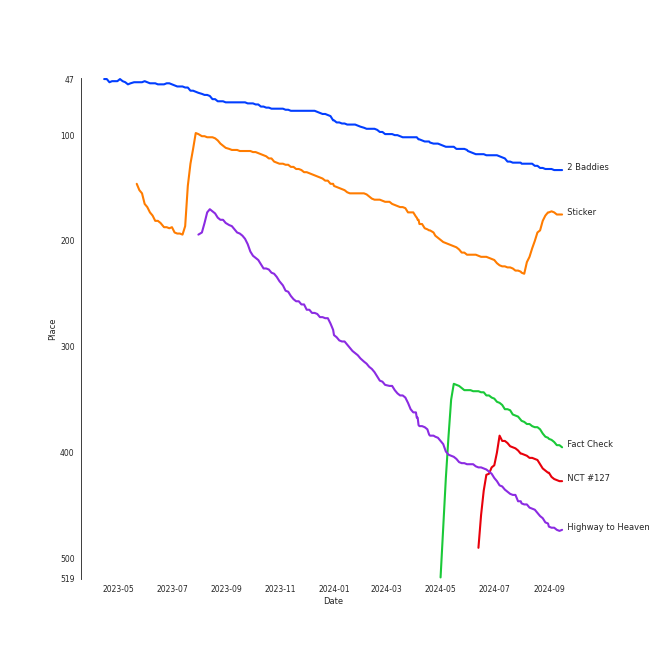 47
100
200
300
400
500
519
Place
2023-05
2023-07
2023-09
2023-11
2024-01
2024-03
2024-05
2024-07
2024-09
Date
2 Baddies
Sticker
Fact Check
NCT #127
Highway to Heaven